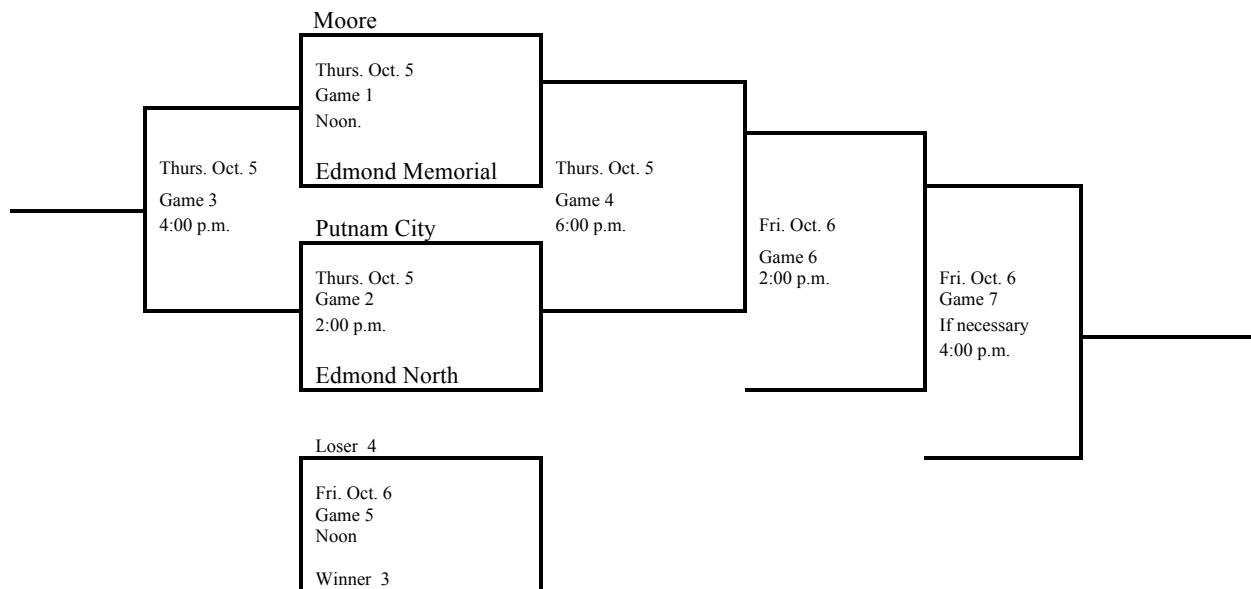 Moore
Thurs. Oct. 5
Game 1
Noon.
Edmond Memorial
Thurs. Oct. 5
Game 3
4:00 p.m.
Putnam City
Thurs. Oct. 5
Game 2
2:00 p.m.
Edmond North
Thurs. Oct. 5
Game 4
6:00 p.m.
Fri. Oct. 6
Game 6
2:00 p.m.
Fri. Oct. 6
Game 7
If necessary
4:00 p.m.
Loser 4
Fri. Oct. 6
Game 5
Noon
Winner 3